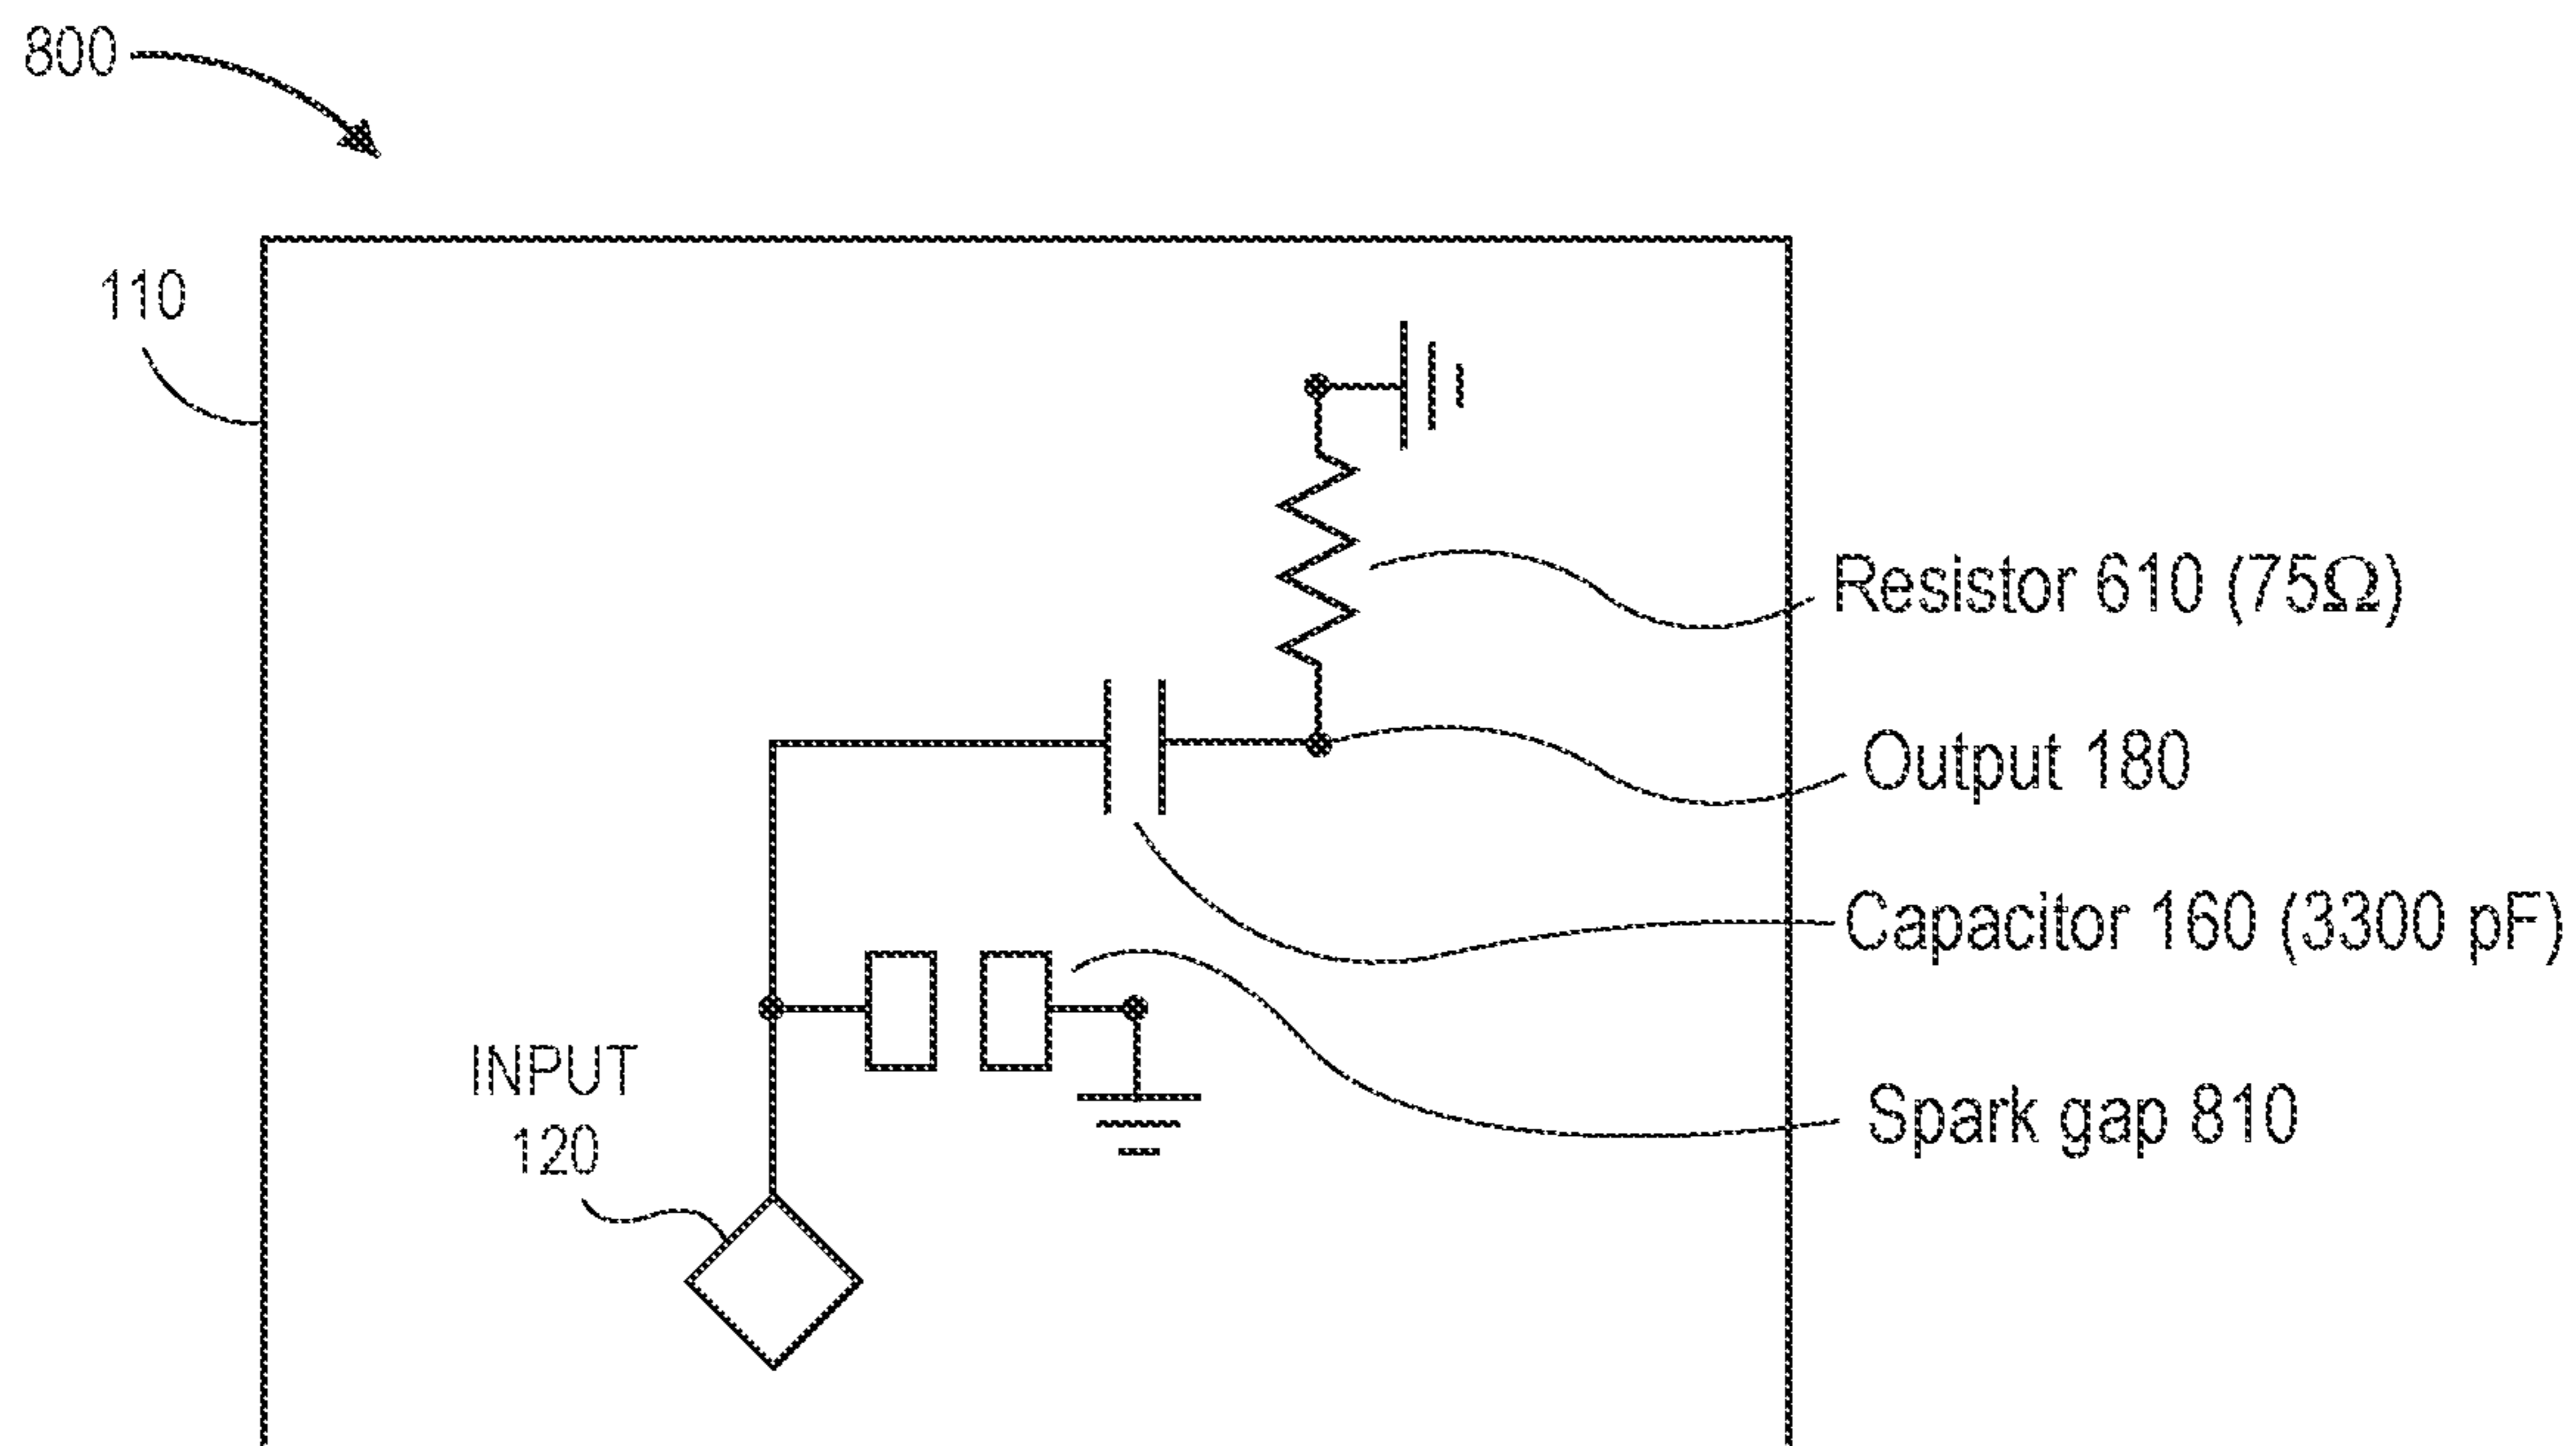 800
110
Resistor 610 (75Ω)
Output 180
Capacitor 160 (3300 pF)
INPUT
120
Spark gap 810